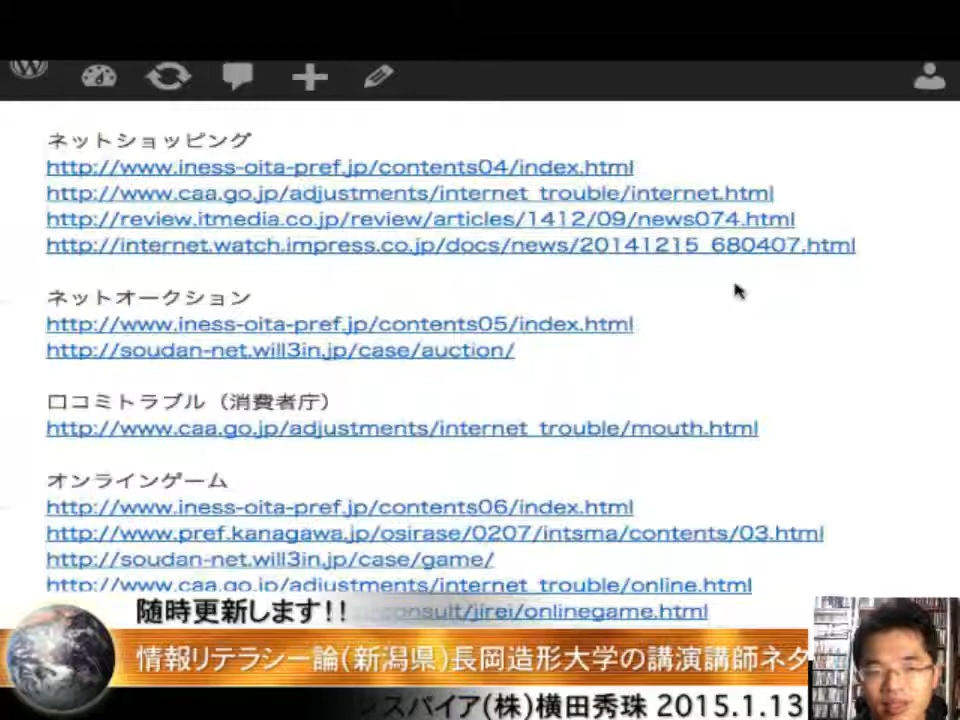 ネットショッピング
http://www.iness-oita-pref.jp/contents04/index.html
http://www.caa.go.jp/adjustments/internet_trouble/internet.html
http://review.itmedia.co.jp/review/articles/1412/09/news074.html
http://internet.watch.impress.co.jp/docs/news/20141215_680407.html
ネットオークション
http://www.iness-oita-pref.jp/contents05/index.html
http://soudan-net.will3in.jp/case/auction/
口コミトラブル（消費者庁）
http://www.caa.go.jp/adjustments/internet_trouble/mouth.html
オンラインゲーム
http://www.iness-oita-pref.jp/contents06/index.html
http://www.pref.kanagawa.jp/osirase/0207/intsma/contents/03.html
http://soudan-net.will3in.jp/case/game/
http://www.caa.go.jp/adjustments/internet_trouble/online.html
随時更新します!! consult/jirei/onlinegame.html
情報リテラシー論(新潟県)長岡造形大学の講演講師ネタ
スパイア(株)横田秀珠 2015.1.13